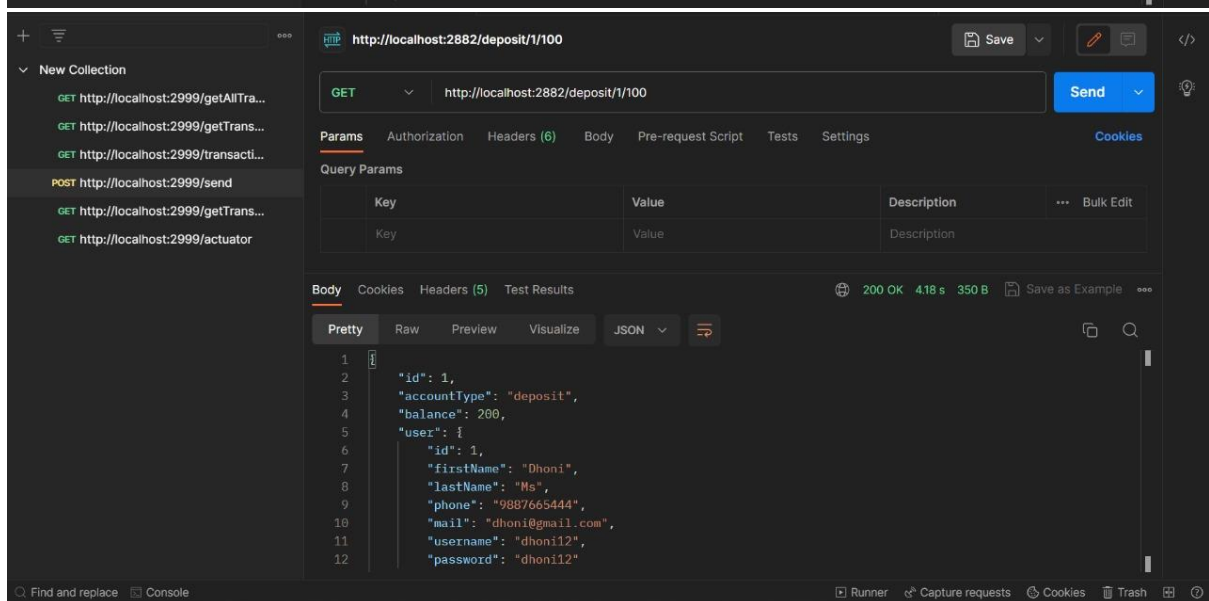 HTTP http://localhost:2882/deposit/1/100
Save
New Collection
GET http://localhost:2999/getAllTra...
GET http://localhost:2999/getTrans...
GET http://localhost:2999/transacti...
POST http://localhost:2999/send
GET http://localhost:2999/getTrans...
GET http://localhost:2999/actuator
GET http://localhost:2882/deposit/1/100 Send
Params Authorization Headers (6) Body Pre-request Script Tests Settings Cookies
Query Params
Key Value Description ••• Bulk Edit
Key Value Description
Body Cookies Headers (5) Test Results 200 OK 4.18 s 350 B Save as Example
Pretty Raw Preview Visualize JSON
1 {
2 "id": 1,
3 "accountType": "deposit",
4 "balance": 200,
5 "user": {
6 "id": 1,
7 "firstName": "Dhoni",
8 "lastName": "Ms",
9 "phone": "9887665444",
10 "mail": "dhoni@gmail.com",
11 "username": "dhoni12",
12 "password": "dhoni12"
Find and replace Console Runner Capture requests Cookies Trash